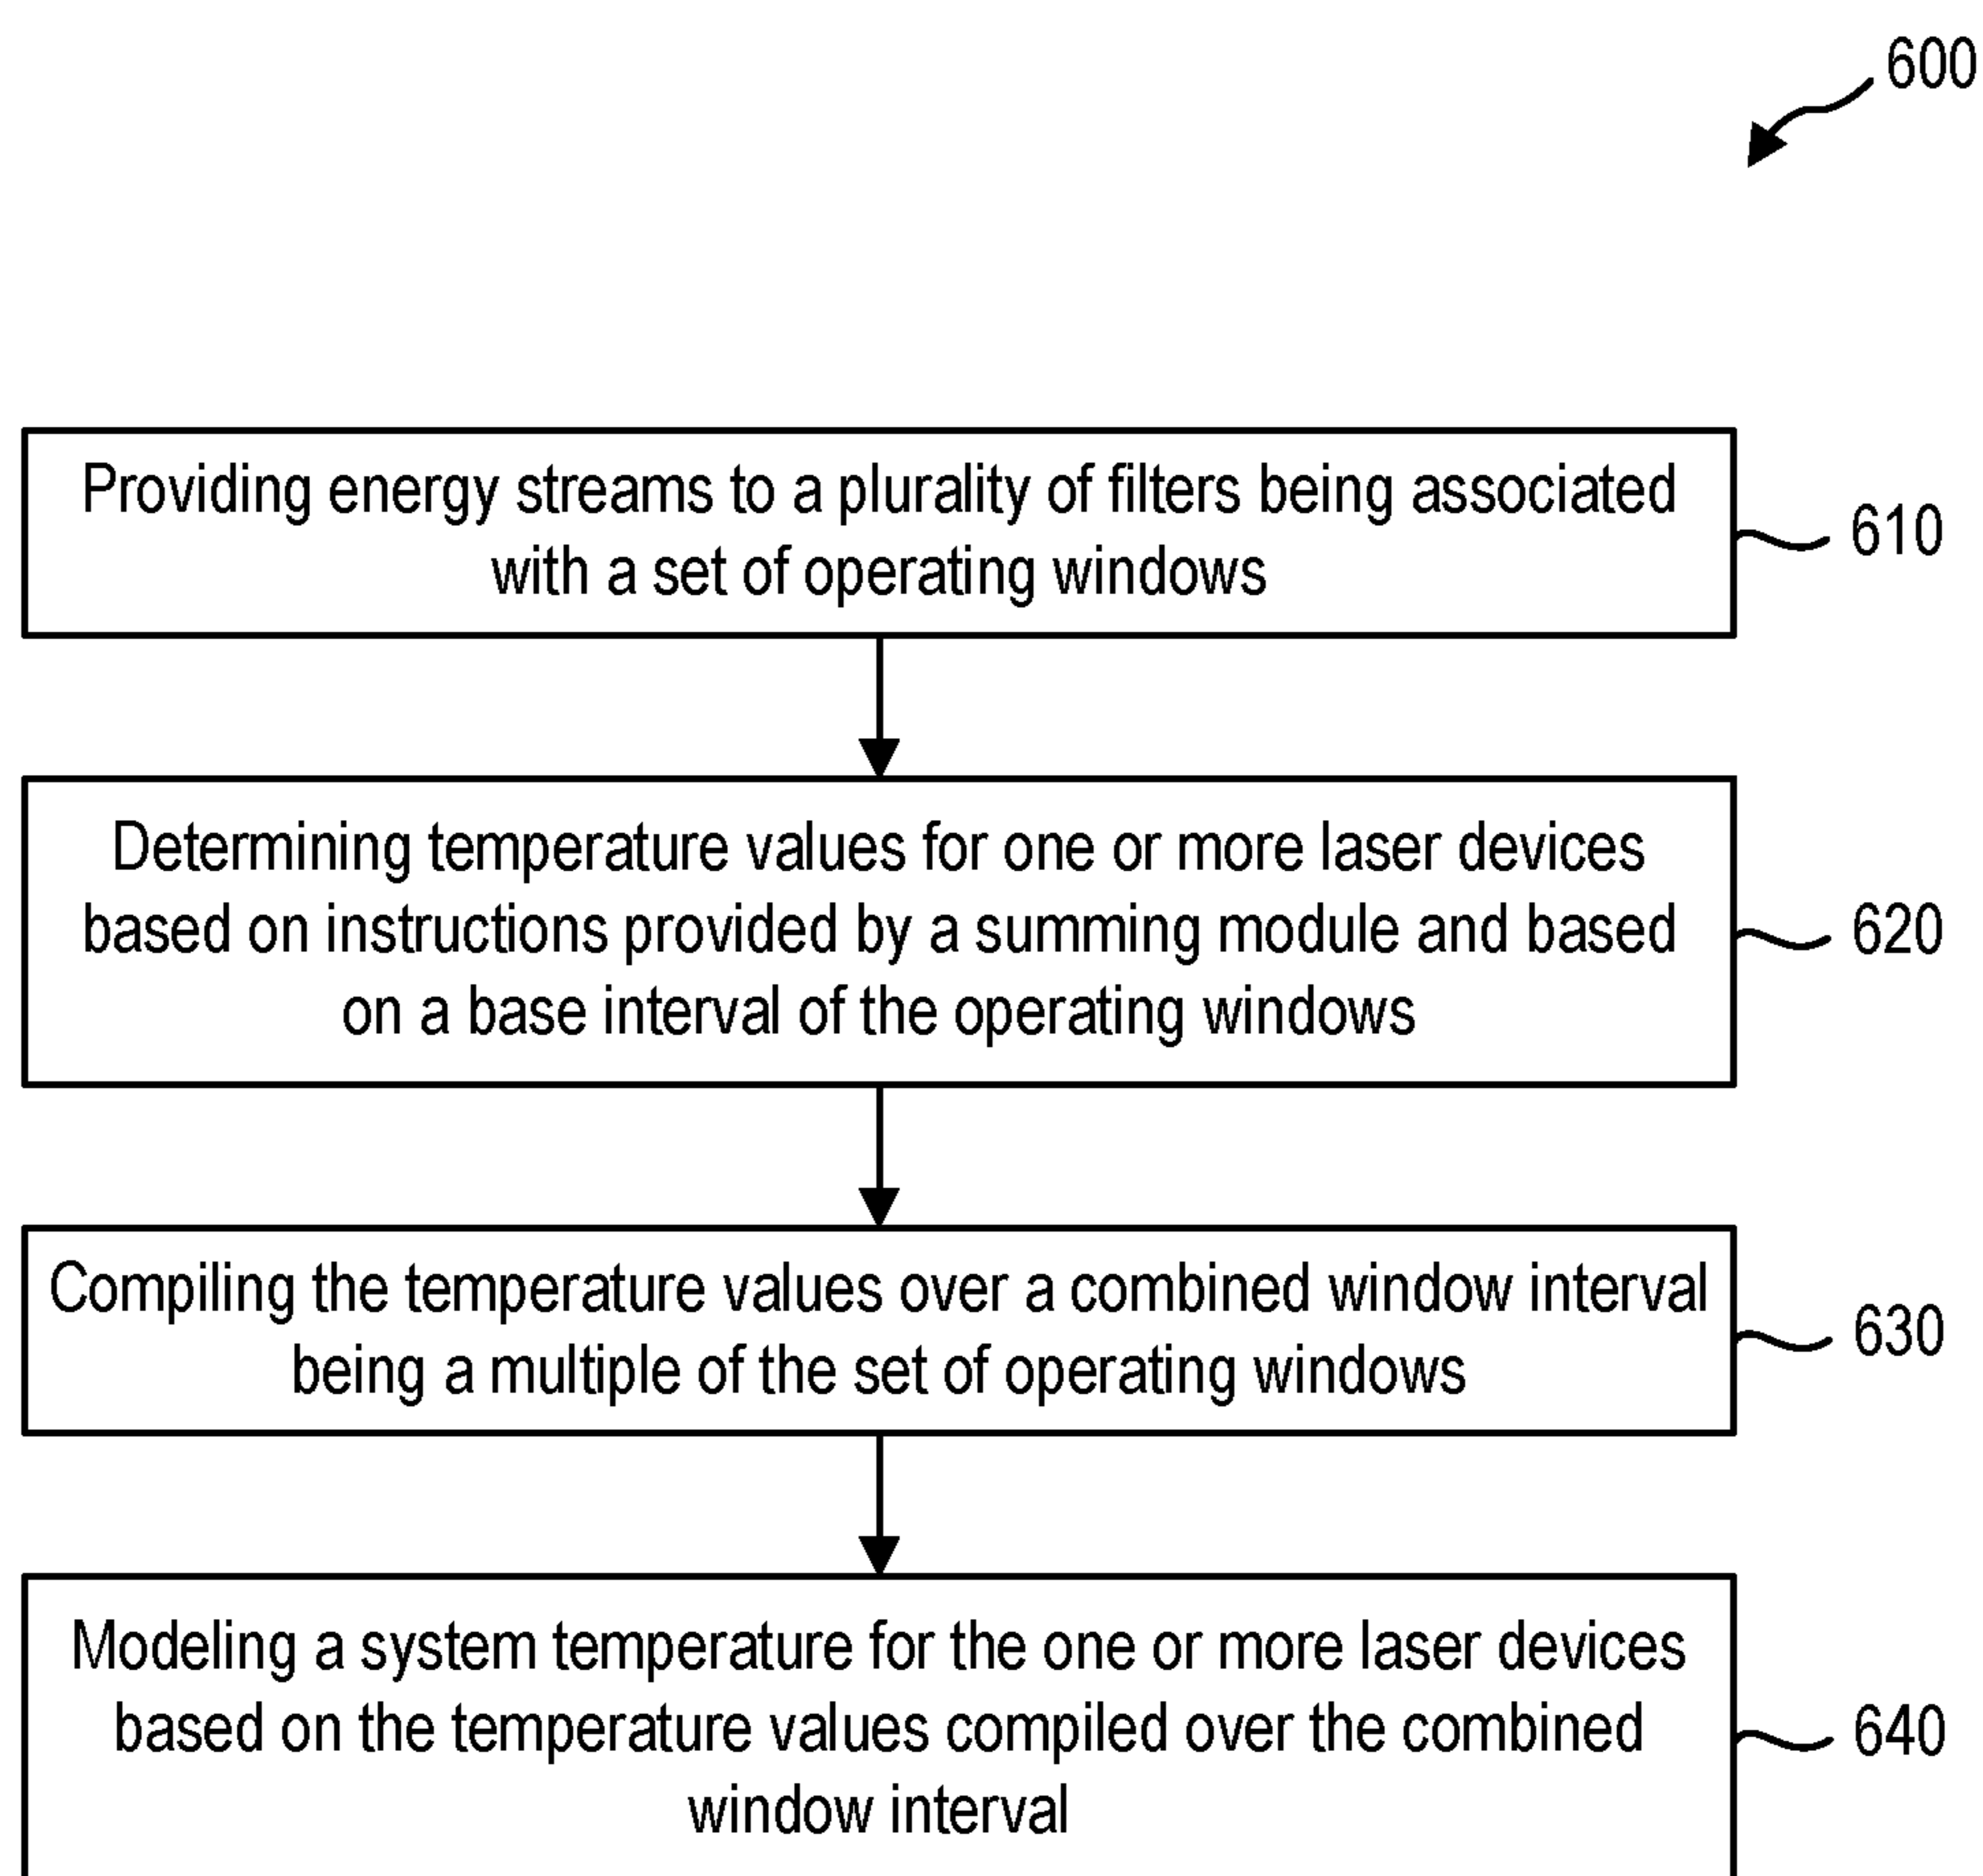 600
Providing energy streams to a plurality of filters being associated
with a set of operating windows
610
Determining temperature values for one or more laser devices
based on instructions provided by a summing module and based
on a base interval of the operating windows
620
Compiling the temperature values over a combined window interval
being a multiple of the set of operating windows
630
Modeling a system temperature for the one or more laser devices
based on the temperature values compiled over the combined
window interval
640